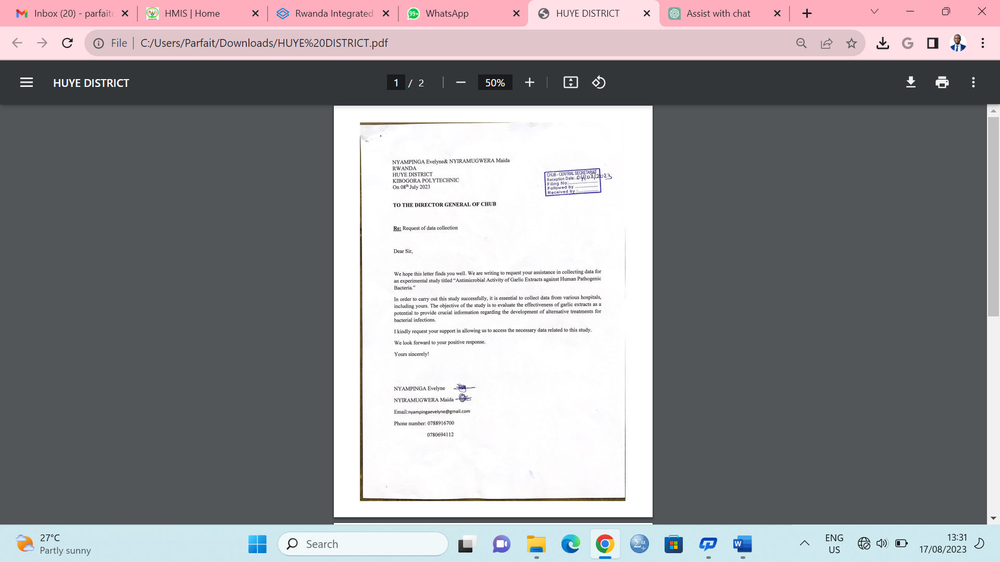 Inbox (20) - parfait
HMIS | Home
Rwanda Integrated
99+
WhatsApp
HUYE DISTRICT
Assist with chat
File
C:/Users/Parfait/Downloads/HUYE%20DISTRICT.pdf
HUYE DISTRICT
1 / 2
50%
NYAMPINGA Evelyne& NYIRAMUGWERA Maida
RWANDA
HUYE DISTRICT
KIBOGORA POLYTECHNIC
On 08th July 2023
CHUB - CENTRAL SECRETARIAT
Reception Date: 04/08/2023
Filing No:....................
Followed by ................
Received by :..............
TO THE DIRECTOR GENERAL OF CHUB
Re: Request of data collection
Dear Sir,
We hope this letter finds you well. We are writing to request your assistance in collecting data for
an experimental study titled “Antimicrobial Activity of Garlic Extracts against Human Pathogenic
Bacteria.”
In order to carry out this study successfully, it is essential to collect data from various hospitals,
including yours. The objective of the study is to evaluate the effectiveness of garlic extracts as a
potential to provide crucial information regarding the development of alternative treatments for
bacterial infections.
I kindly request your support in allowing us to access the necessary data related to this study.
We look forward to your positive response.
Yours sincerely!
NYAMPINGA Evelyne
NYIRAMUGWERA Maida
Email:nyampingaevelyne@gmail.com
Phone number: 0788916700
0780694112
27°C
Partly sunny
Search
ENG
US
13:31
17/08/2023